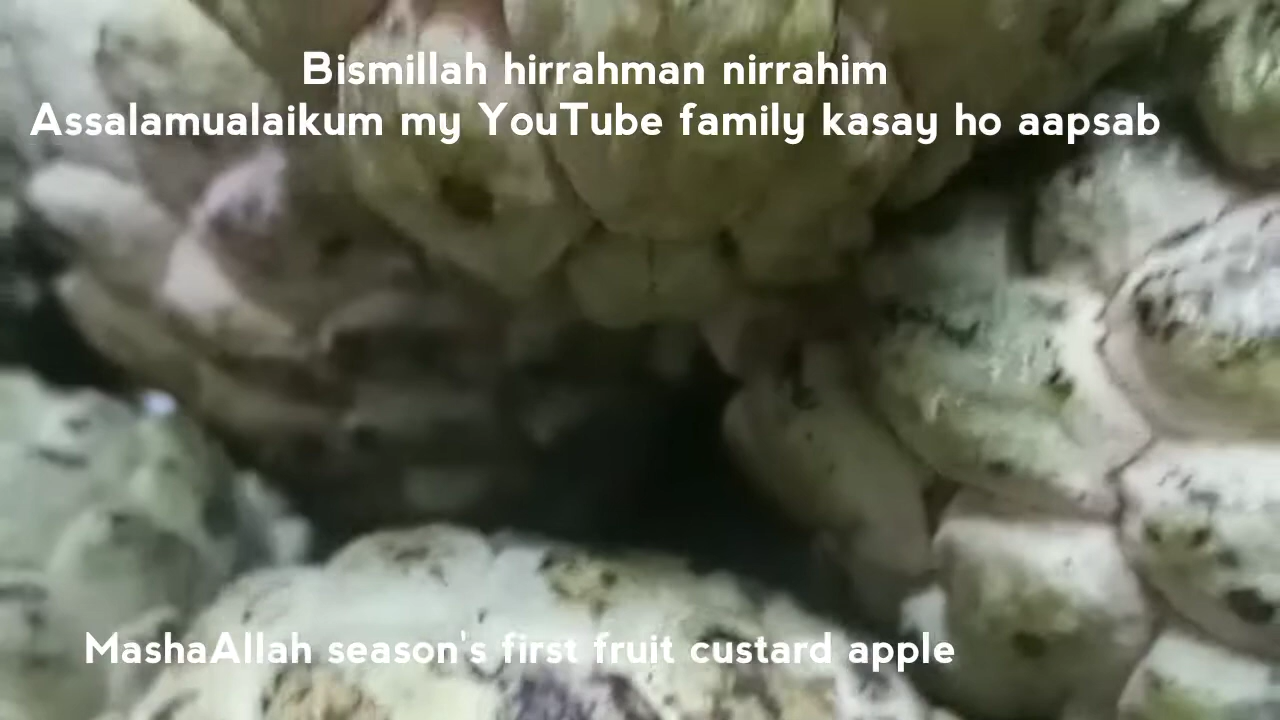 Bismillah hirrahman nirrahim
Assalamualaikum my YouTube family kasay ho aapsab
MashaAllah season's first fruit custard apple